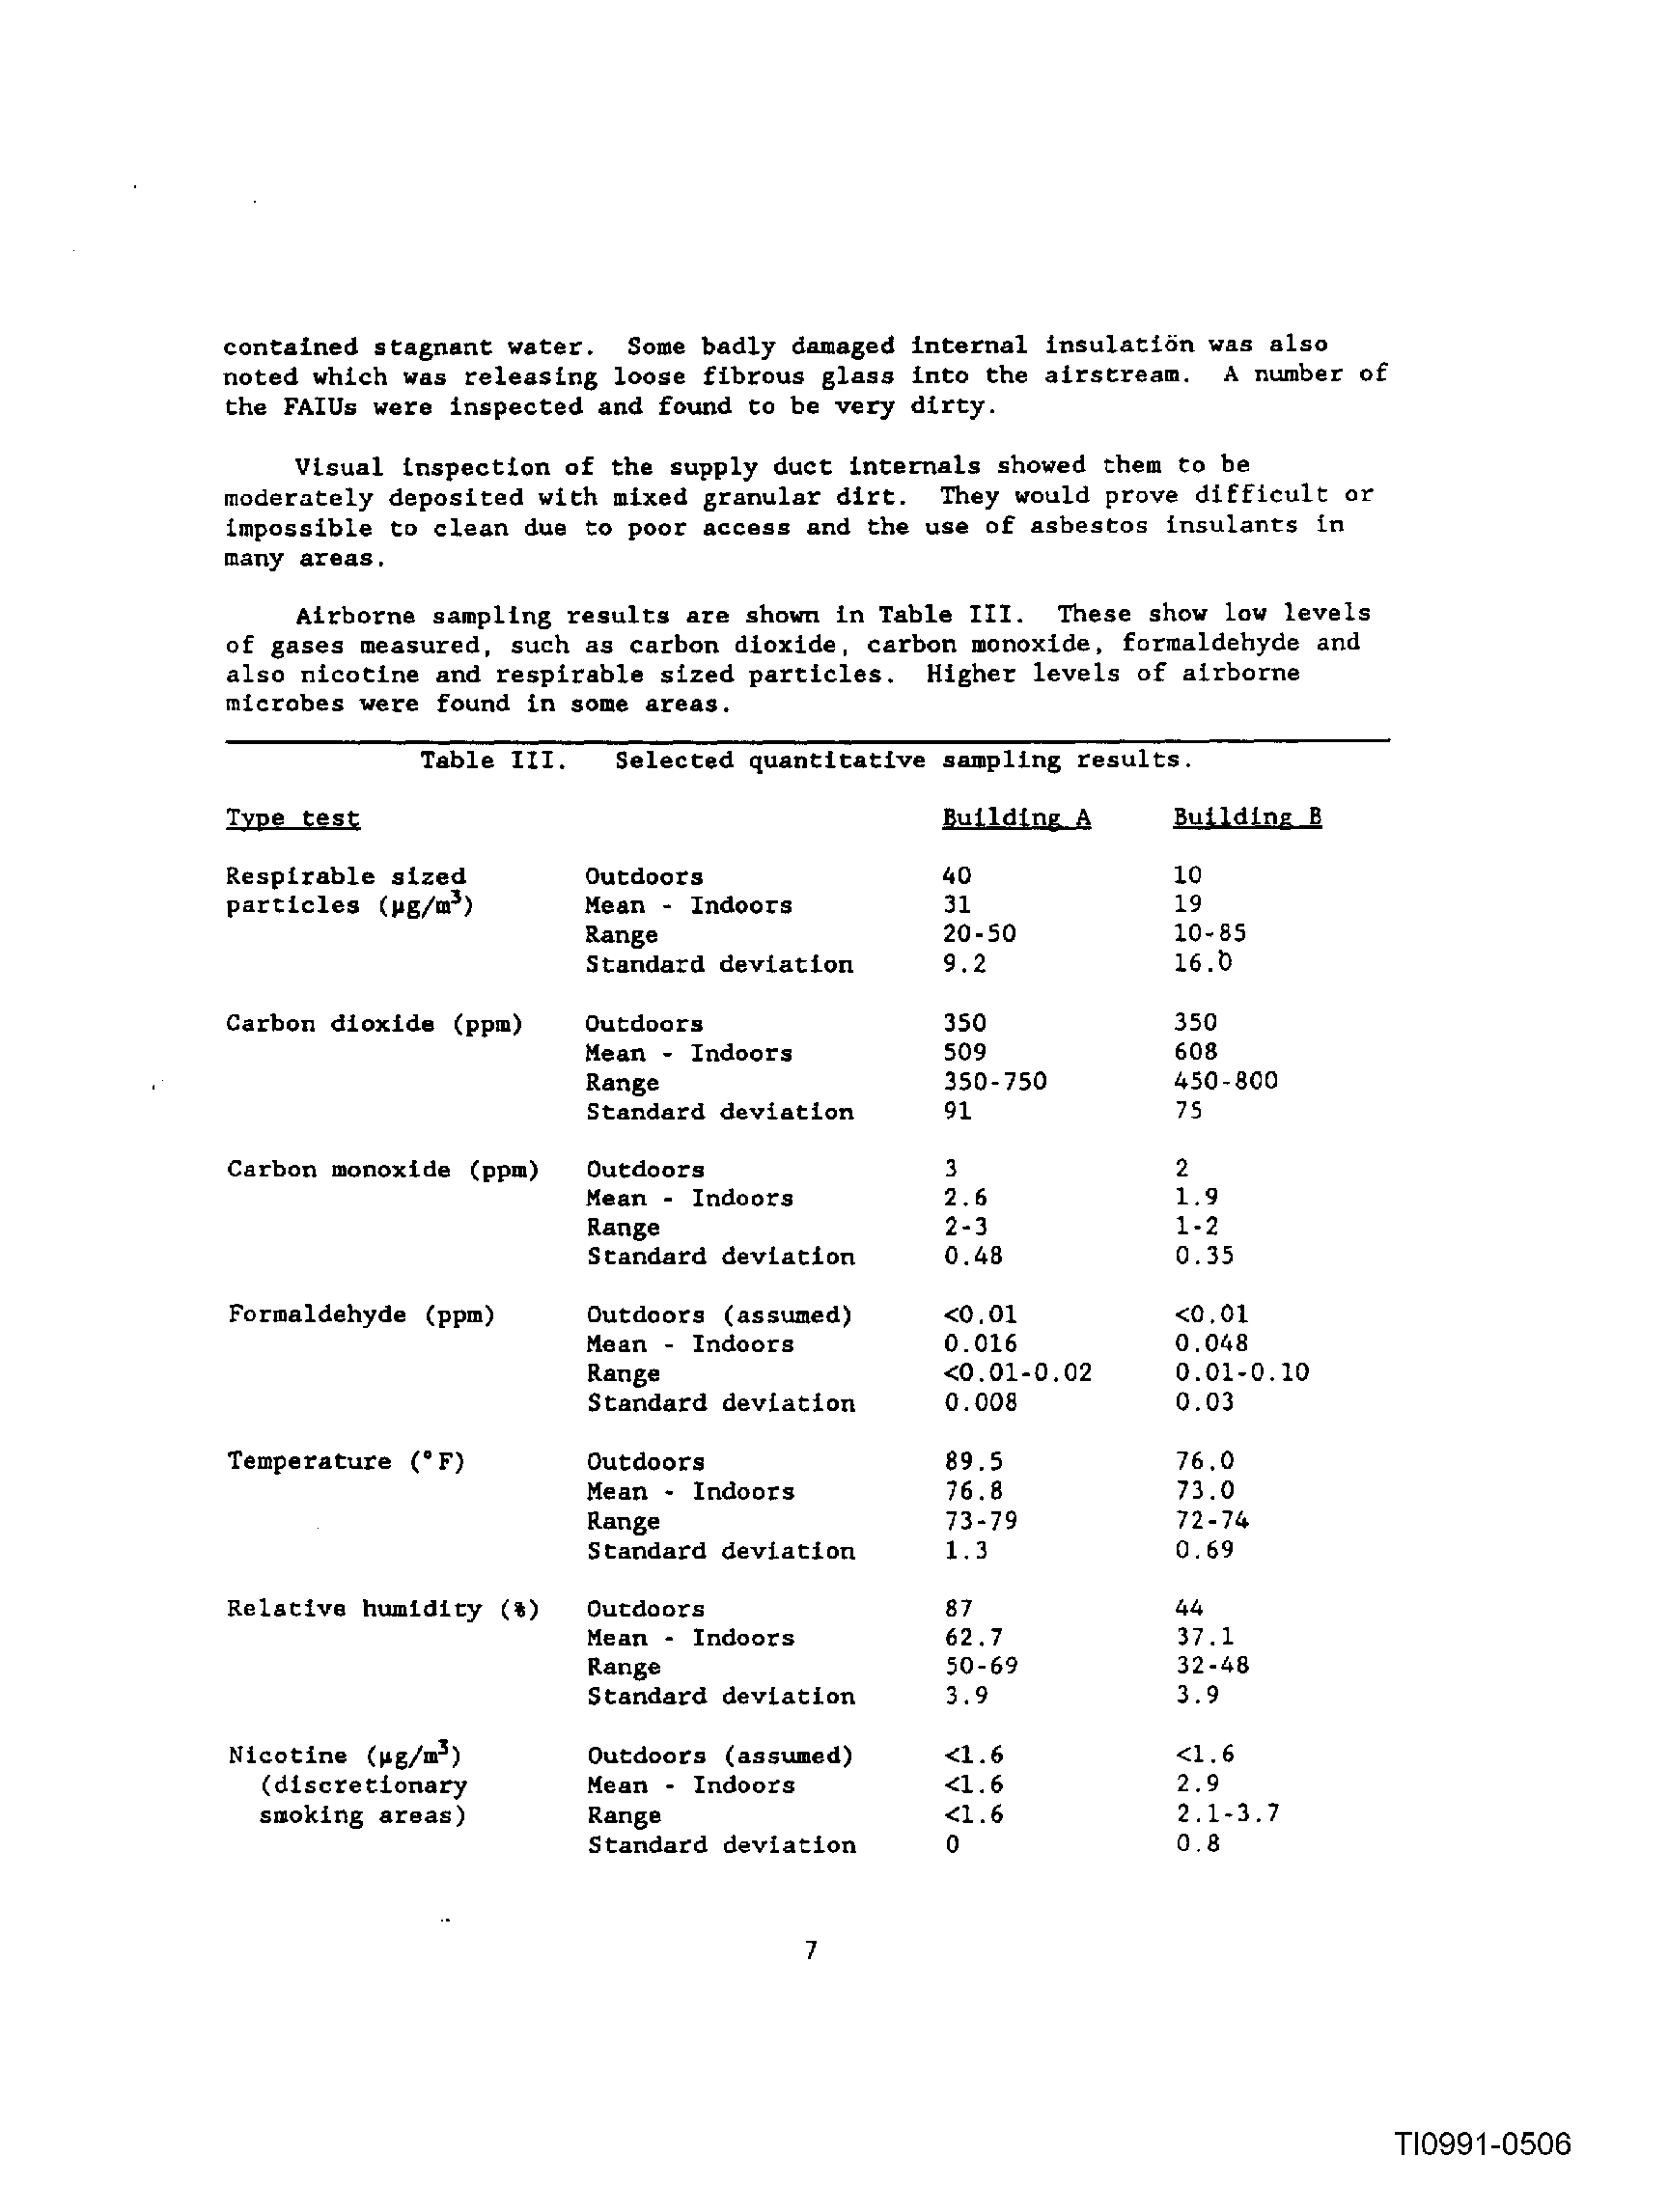 contained stagnant water. Some badly damaged internal insulation was also
noted which was releasing loose fibrous glass into the airstream. A number of
the FAIUs were inspected and found to be very dirty.
Visual inspection of the supply duct internals showed them to be
moderately deposited with mixed granular dirt. They would prove difficult or
impossible to clean due to poor access and the use of asbestos insulants in
many areas.
Airborne sampling results are shown in Table III. These show low levels
of gases measured, such as carbon dioxide, carbon monoxide, formaldehyde and
also nicotine and respirable sized particles. Higher levels of airborne
microbes were found in some areas.
Table III. Selected quantitative sampling results.
Type test Building A Building B
Respirable sized Outdoors 40 10
particles (µg/m³) Mean - Indoors 31 19
Range 20-50 10-85
Standard deviation 9.2 16.0
Carbon dioxide (ppm) Outdoors 350 350
Mean - Indoors 509 608
Range 350-750 450-800
Standard deviation 91 75
Carbon monoxide (ppm) Outdoors 3 2
Mean - Indoors 2.6 1.9
Range 2-3 1-2
Standard deviation 0.48 0.35
Formaldehyde (ppm) Outdoors (assumed) <0.01 <0.01
Mean - Indoors 0.016 0.048
Range <0.01-0.02 0.01-0.10
Standard deviation 0.008 0.03
Temperature (°F) Outdoors 89.5 76.0
Mean - Indoors 76.8 73.0
Range 73-79 72-74
Standard deviation 1.3 0.69
Relative humidity (%) Outdoors 87 44
Mean - Indoors 62.7 37.1
Range 50-69 32-48
Standard deviation 3.9 3.9
Nicotine (µg/m³) Outdoors (assumed) <1.6 <1.6
(discretionary Mean - Indoors <1.6 2.9
smoking areas) Range <1.6 2.1-3.7
Standard deviation 0 0.8
7
TI0991-0506